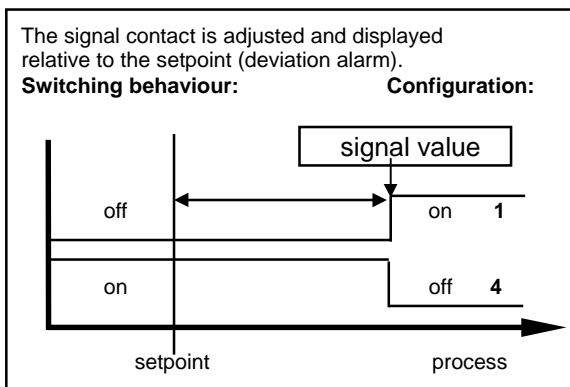 The signal contact is adjusted and displayed
relative to the setpoint (deviation alarm).
Switching behaviour: Configuration:
signal value
off on 1
on off 4
setpoint process